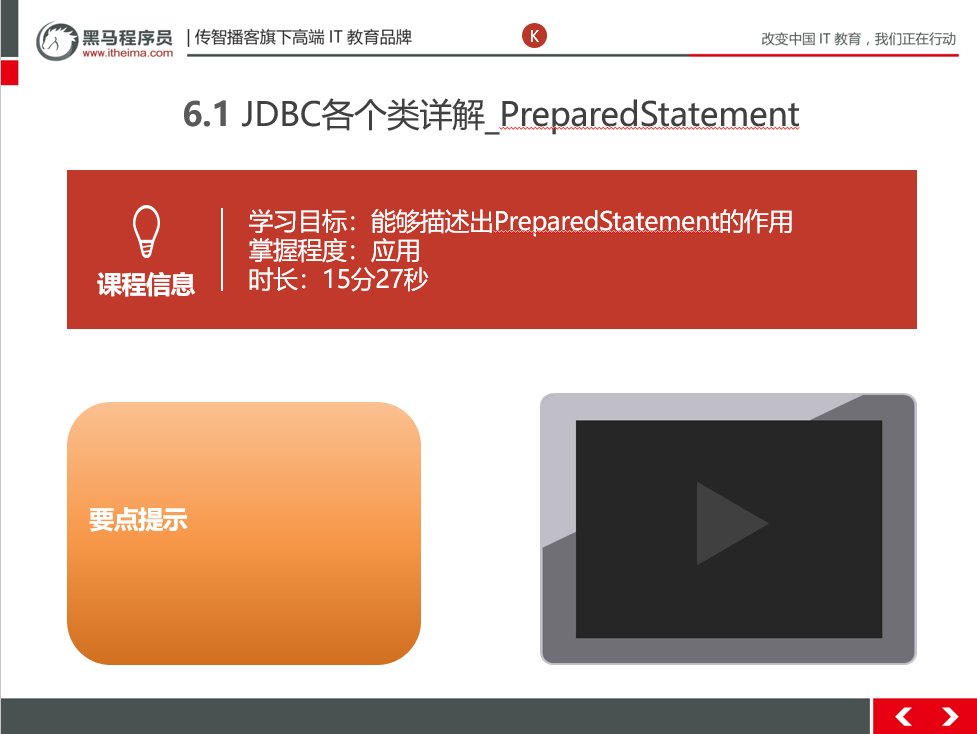 黑马程序员
www.itheima.com
传智播客旗下高端 IT 教育品牌
K
改变中国 IT 教育，我们正在行动
6.1 JDBC各个类详解_PreparedStatement
课程信息
学习目标：能够描述出PreparedStatement的作用
掌握程度：应用
时长：15分27秒
要点提示